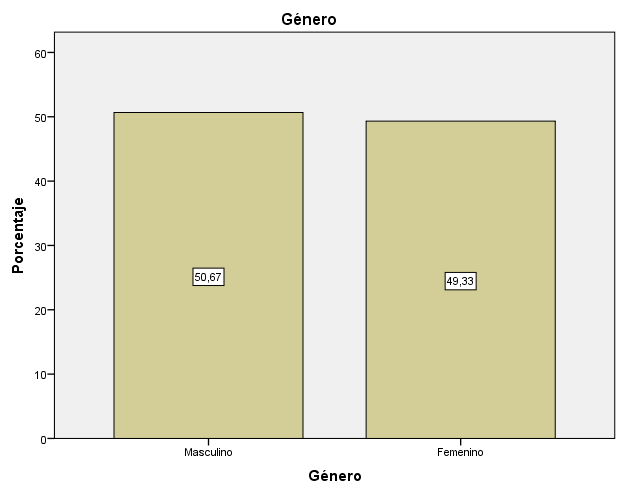 Género
60
50
40
30
20
10
0
Porcentaje
50,67
49,33
Masculino
Femenino
Género